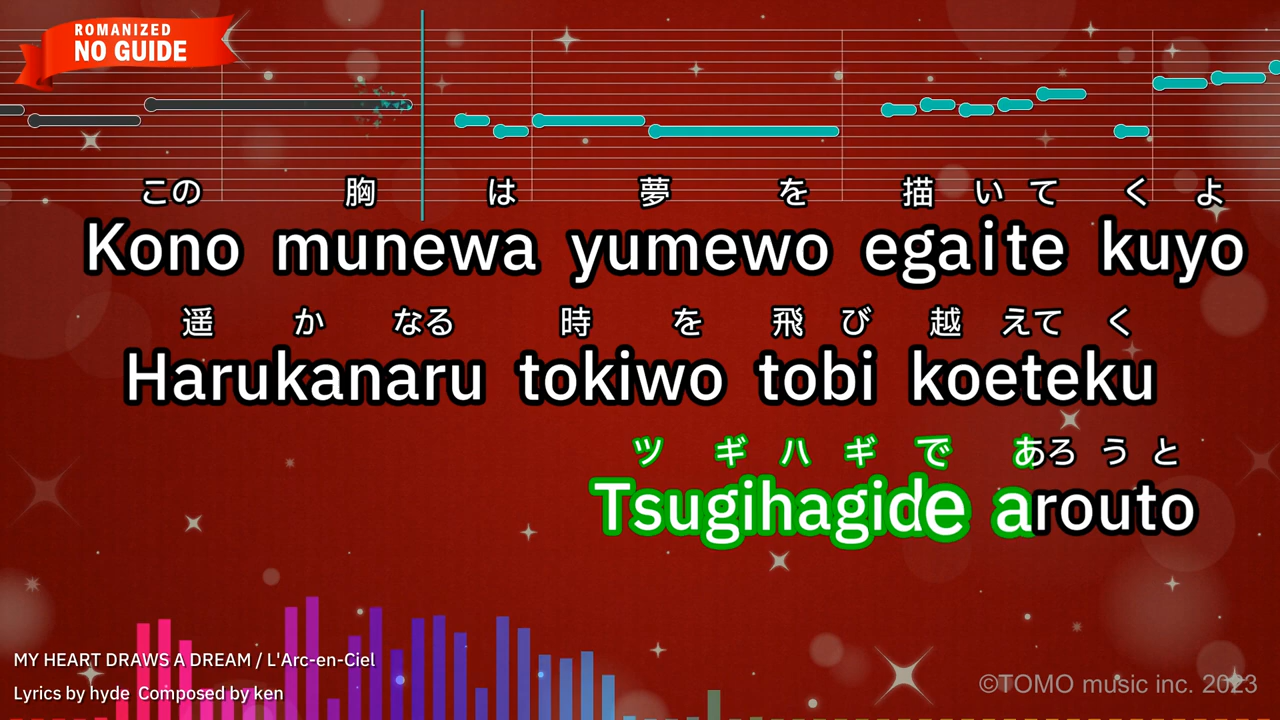 ROMANIZED
NO GUIDE
この 胸 は 夢 を 描 い て く よ
Kono munewa yumewo egaite kuyo
遥 か なる 時 を 飛 び 越 えて く
Harukanaru tokiwo tobi koeteku
ツ ギ ハ ギ で あろ う と
Tsugihagide arouto
MY HEART DRAWS A DREAM / L'Arc-en-Ciel
Lyrics by hyde Composed by ken
©TOMO music inc. 2023